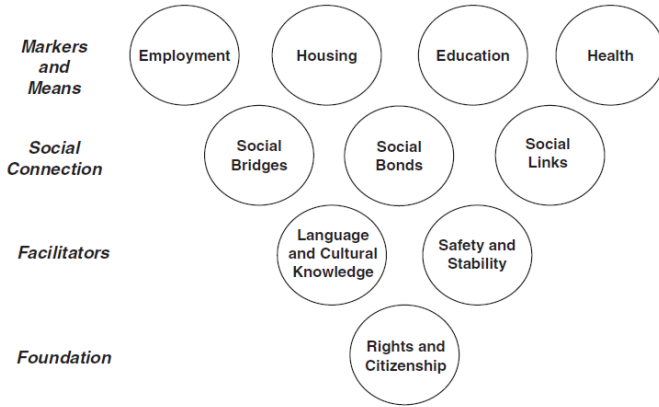 Markers
and
Means
Employment
Housing
Education
Health
Social
Connection
Social
Bridges
Social
Bonds
Social
Links
Facilitators
Language
and Cultural
Knowledge
Safety and
Stability
Foundation
Rights and
Citizenship